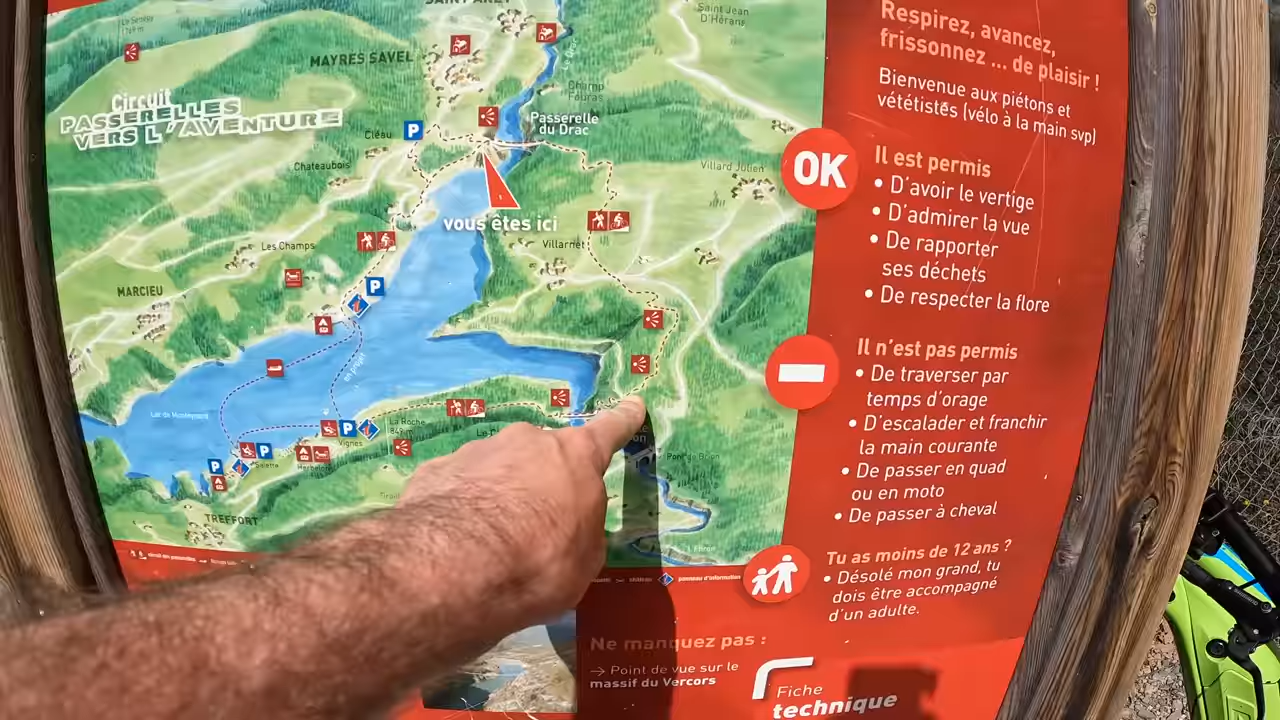 MAYRES SAVEL
Saint Jean
D'Hérans
Circuit
PASSERELLES
VERS L'AVENTURE
Champ
Fauras
Passerelle
du Drac
Cléau
P
Chateaubois
Villard Julien
vous êtes ici
Les Champs
Villarnet
P
MARCIEU
Lac de Monteynard
La Roche
P
Vignes
P
P
TREFFORT
panneau d'information
Respirez, avancez,
frissonnez ... de plaisir !
Bienvenue aux piétons et
vététistes (vélo à la main svp)
OK
Il est permis
• D'avoir le vertige
• D'admirer la vue
• De rapporter
ses déchets
• De respecter la flore
Il n'est pas permis
• De traverser par
temps d'orage
• D'escalader et franchir
la main courante
• De passer en quad
ou en moto
• De passer à cheval
Tu as moins de 12 ans ?
• Désolé mon grand, tu
dois être accompagné
d'un adulte.
Ne manquez pas :
→ Point de vue sur le
massif du Vercors
Fiche
technique